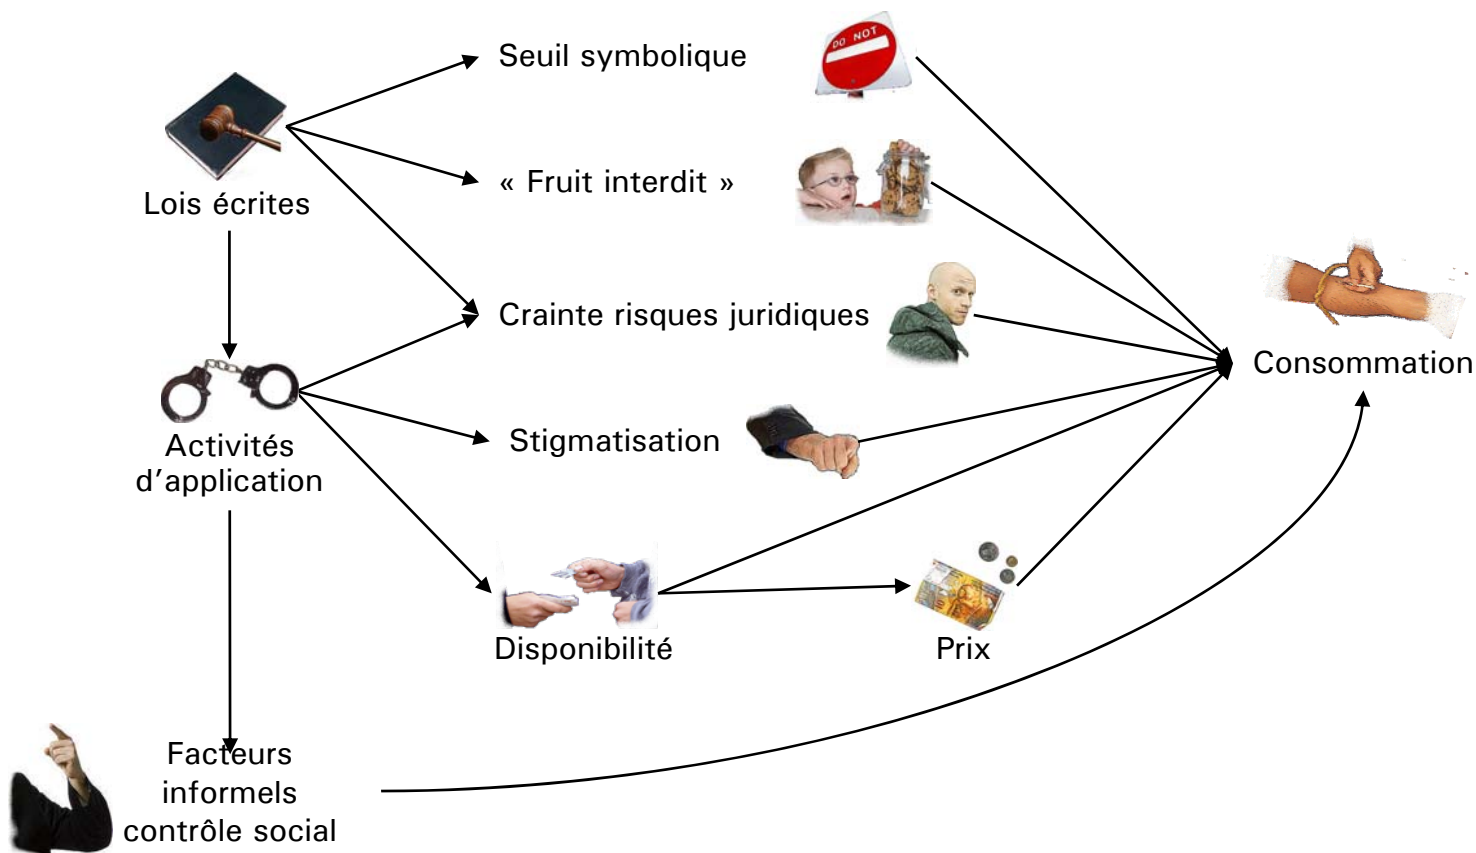 Seuil symbolique
DO NOT
Lois écrites
« Fruit interdit »
Crainte risques juridiques
Consommation
Activités
d’application
Stigmatisation
Disponibilité
Prix
10
Facteurs
informels
contrôle social